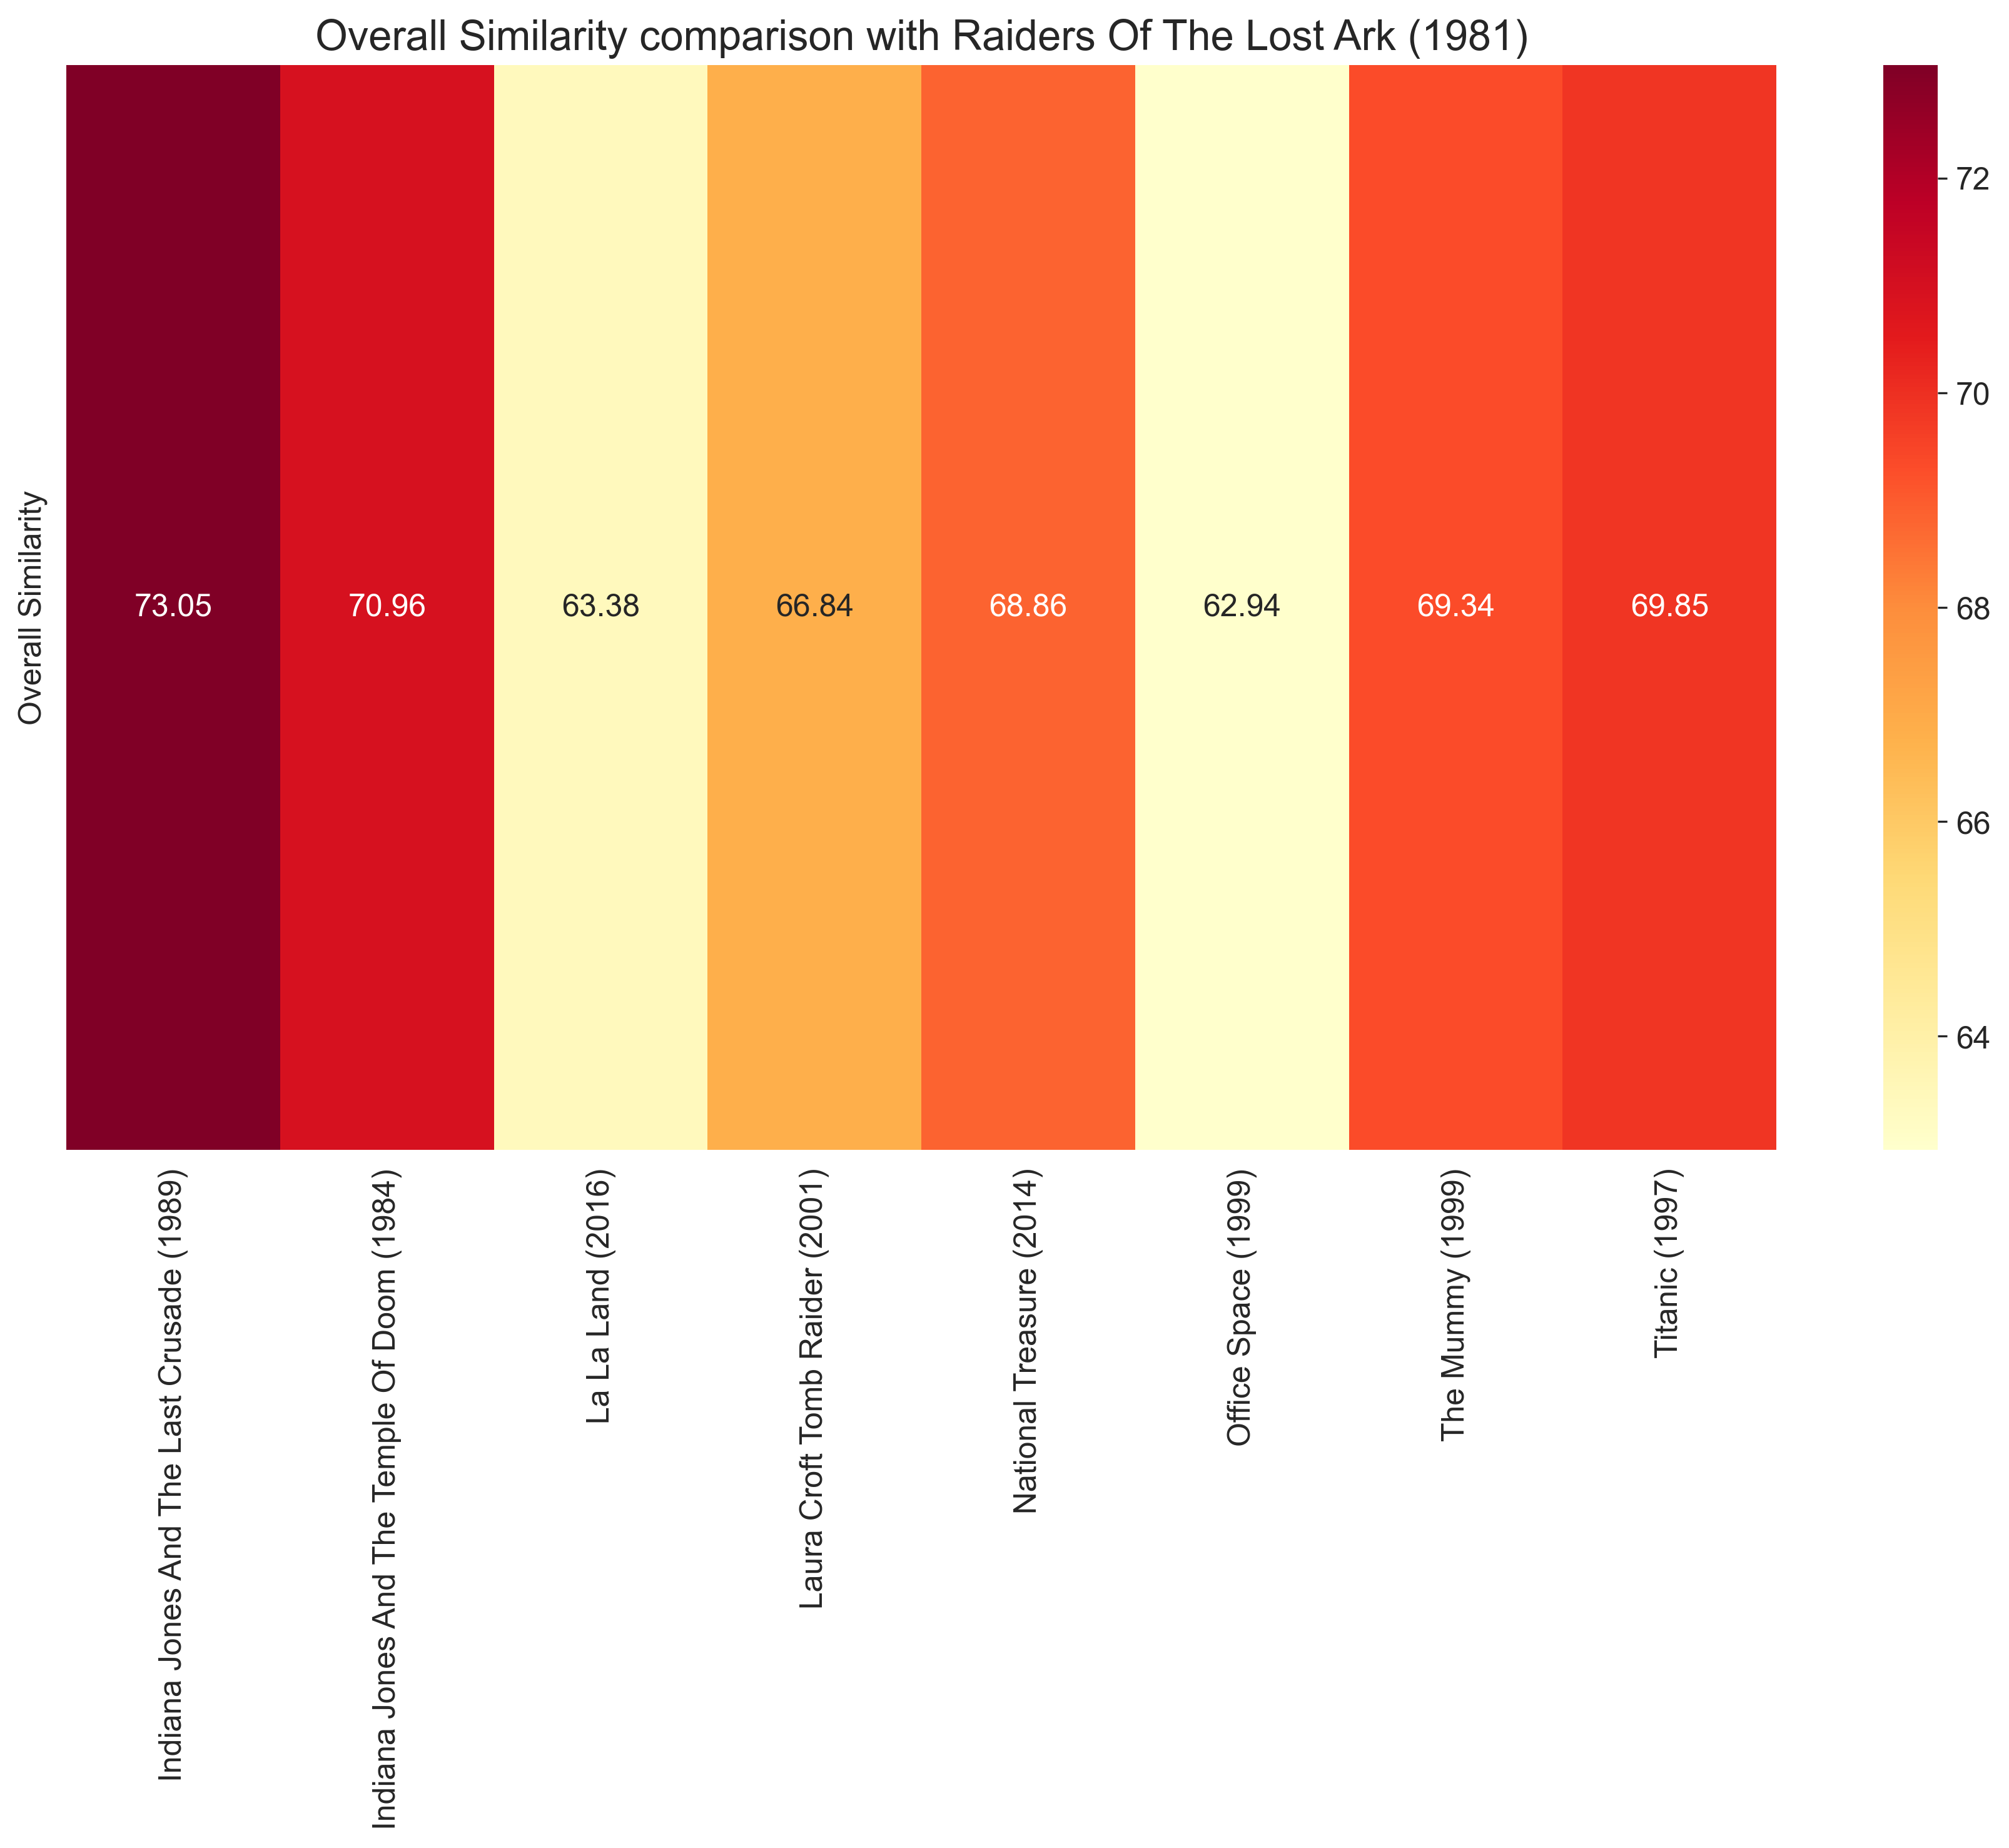 Overall Similarity comparison with Raiders Of The Lost Ark (1981)
Overall Similarity
73.05
70.96
63.38
66.84
68.86
62.94
69.34
69.85
72
70
68
66
64
Indiana Jones And The Last Crusade (1989)
Indiana Jones And The Temple Of Doom (1984)
La La Land (2016)
Laura Croft Tomb Raider (2001)
National Treasure (2014)
Office Space (1999)
The Mummy (1999)
Titanic (1997)